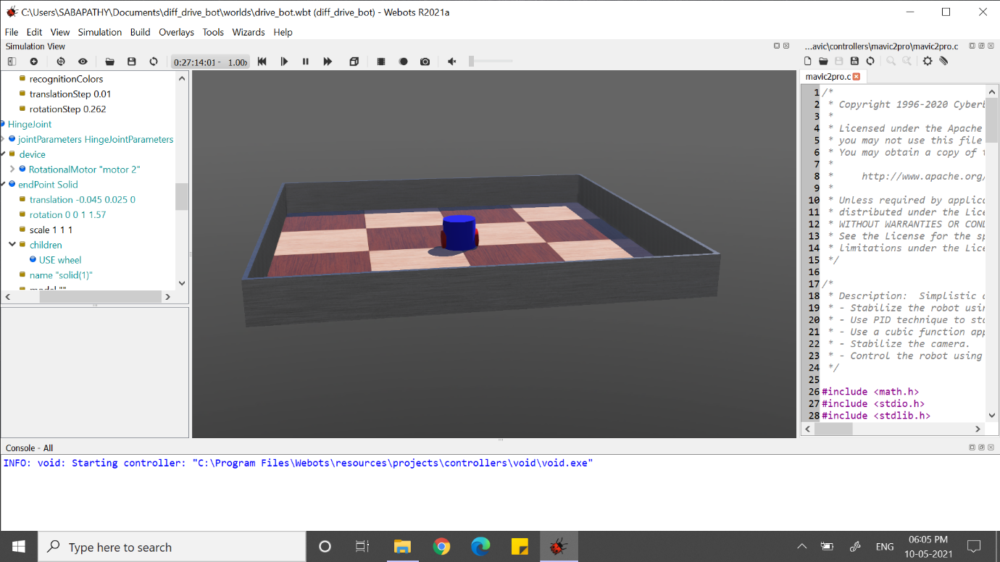 C:\Users\SABAPATHY\Documents\diff_drive_bot\worlds\drive_bot.wbt (diff_drive_bot) - Webots R2021a
File Edit View Simulation Build Overlays Tools Wizards Help
Simulation View
0:27:14:01 - 1.00x
recognitionColors
translationStep 0.01
rotationStep 0.262
HingeJoint
jointParameters HingeJointParameters
device
RotationalMotor "motor 2"
endPoint Solid
translation -0.045 0.025 0
rotation 0 0 1 1.57
scale 1 1 1
children
USE wheel
name "solid(1)"
model ""
...avic\controllers\mavic2pro\mavic2pro.c
mavic2pro.c
1 /*
2 * Copyright 1996-2020 Cyberb
3 *
4 * Licensed under the Apache
5 * you may not use this file
6 * You may obtain a copy of t
7 *
8 * http://www.apache.org/
9 *
10 * Unless required by applica
11 * distributed under the Lice
12 * WITHOUT WARRANTIES OR COND
13 * See the License for the sp
14 * limitations under the Lice
15 */
16
17 /*
18 * Description: Simplistic d
19 * - Stabilize the robot usin
20 * - Use PID technique to sta
21 * - Use a cubic function app
22 * - Stabilize the camera.
23 * - Control the robot using
24 */
25
26 #include <math.h>
27 #include <stdio.h>
28 #include <stdlib.h>
Console - All
INFO: void: Starting controller: "C:\Program Files\Webots\resources\projects\controllers\void\void.exe"
Type here to search
ENG
06:05 PM
10-05-2021